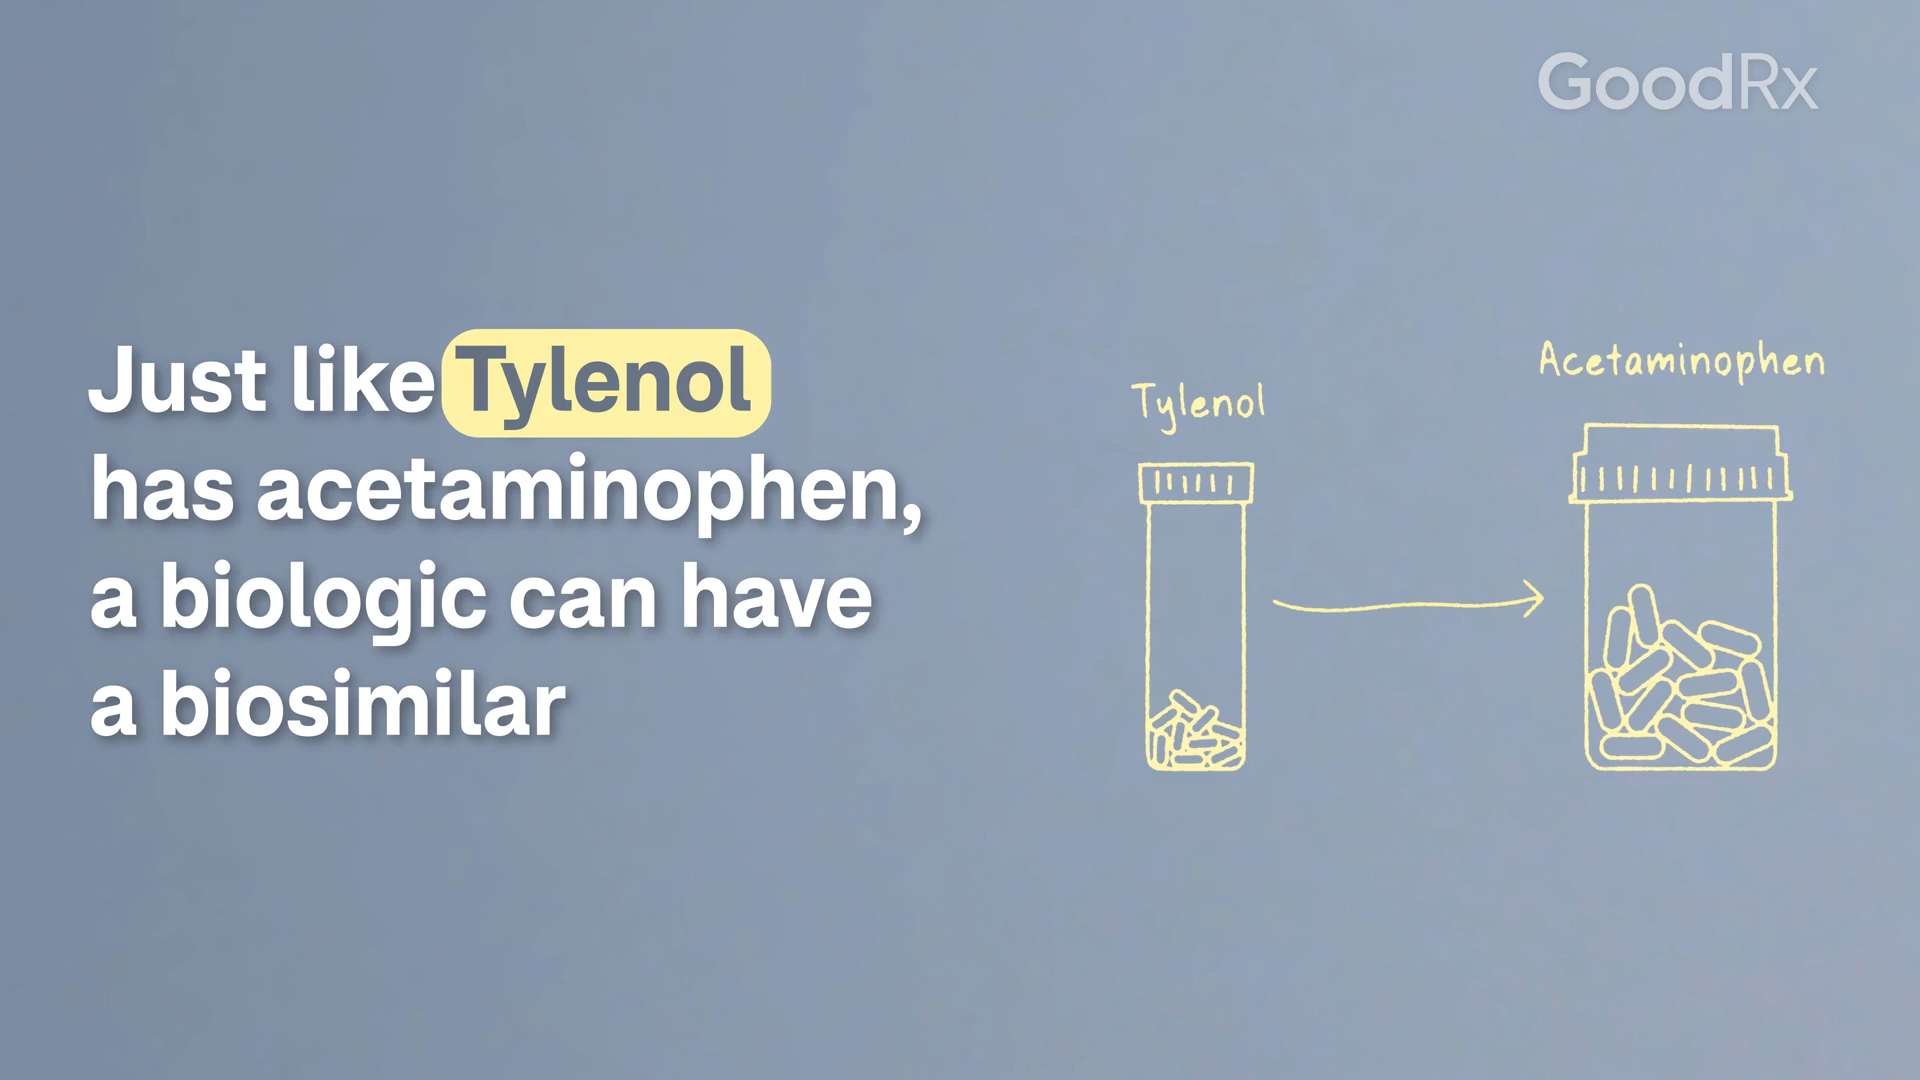 GoodRx
Just like Tylenol
has acetaminophen,
a biologic can have
a biosimilar
Tylenol
Acetaminophen